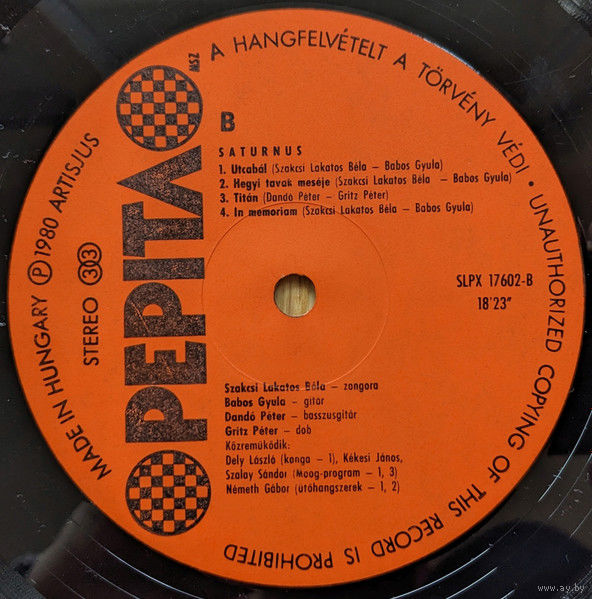 A HANGFELVÉTELT A TÖRVÉNY VÉDI • UNAUTHORIZED COPYING OF THIS RECORD IS PROHIBITED
MADE IN HUNGARY Ⓟ 1980 ARTISJUS
STEREO 33
PEPITA
MSZ
B
SATURNUS
1. Utcabál (Szakcsi Lakatos Béla – Babos Gyula)
2. Hegyi tavak meséje (Szakcsi Lakatos Béla – Babos Gyula)
3. Titán (Dandó Péter – Gritz Péter)
4. In memoriam (Szakcsi Lakatos Béla – Babos Gyula)
SLPX 17602-B
18'23"
Szakcsi Lakatos Béla – zongora
Babos Gyula – gitár
Dandó Péter – basszusgitár
Gritz Péter – dob
Közreműködik:
Dely László (konga – 1), Kékesi János,
Szalay Sándor (Moog-program – 1, 3)
Németh Gábor (ütőhangszerek – 1, 2)
www.ay.by